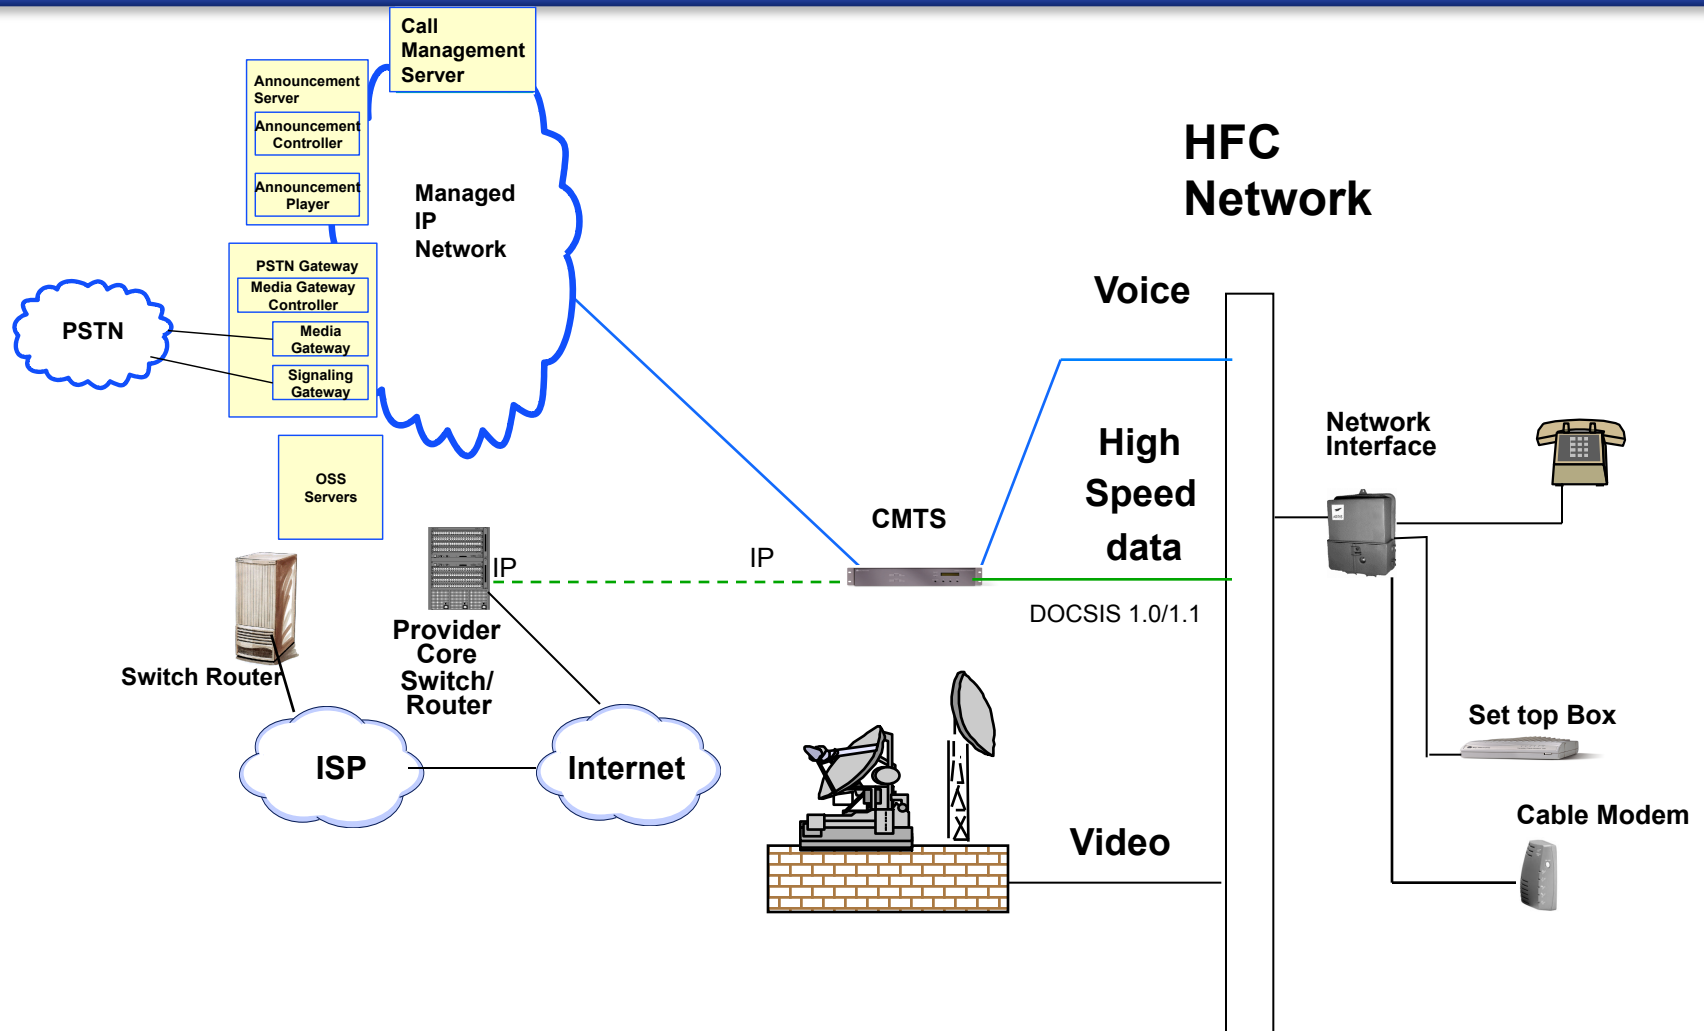 Call
Management
Server
Announcement
Server
Announcement
Controller
Announcement
Player
Managed
IP
Network
PSTN Gateway
Media Gateway
Controller
Media
Gateway
Signaling
Gateway
PSTN
OSS
Servers
HFC
Network
Voice
High
Speed
data
CMTS
IP
IP
DOCSIS 1.0/1.1
Network
Interface
Provider
Core
Switch/
Router
Switch Router
ISP
Internet
Set top Box
Cable Modem
Video